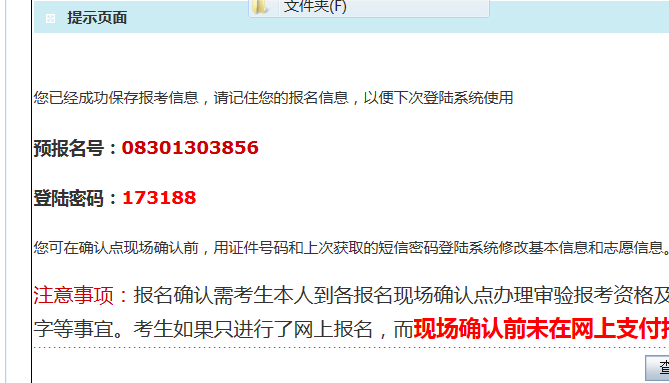 文件夹(F)
提示页面
您已经成功保存报考信息，请记住您的报名信息，以便下次登陆系统使用
预报名号：08301303856
登陆密码：173188
您可在确认点现场确认前，用证件号码和上次获取的短信密码登陆系统修改基本信息和志愿信息。
注意事项：报名确认需考生本人到各报名现场确认点办理审验报考资格及
字等事宜。考生如果只进行了网上报名，而现场确认前未在网上支付